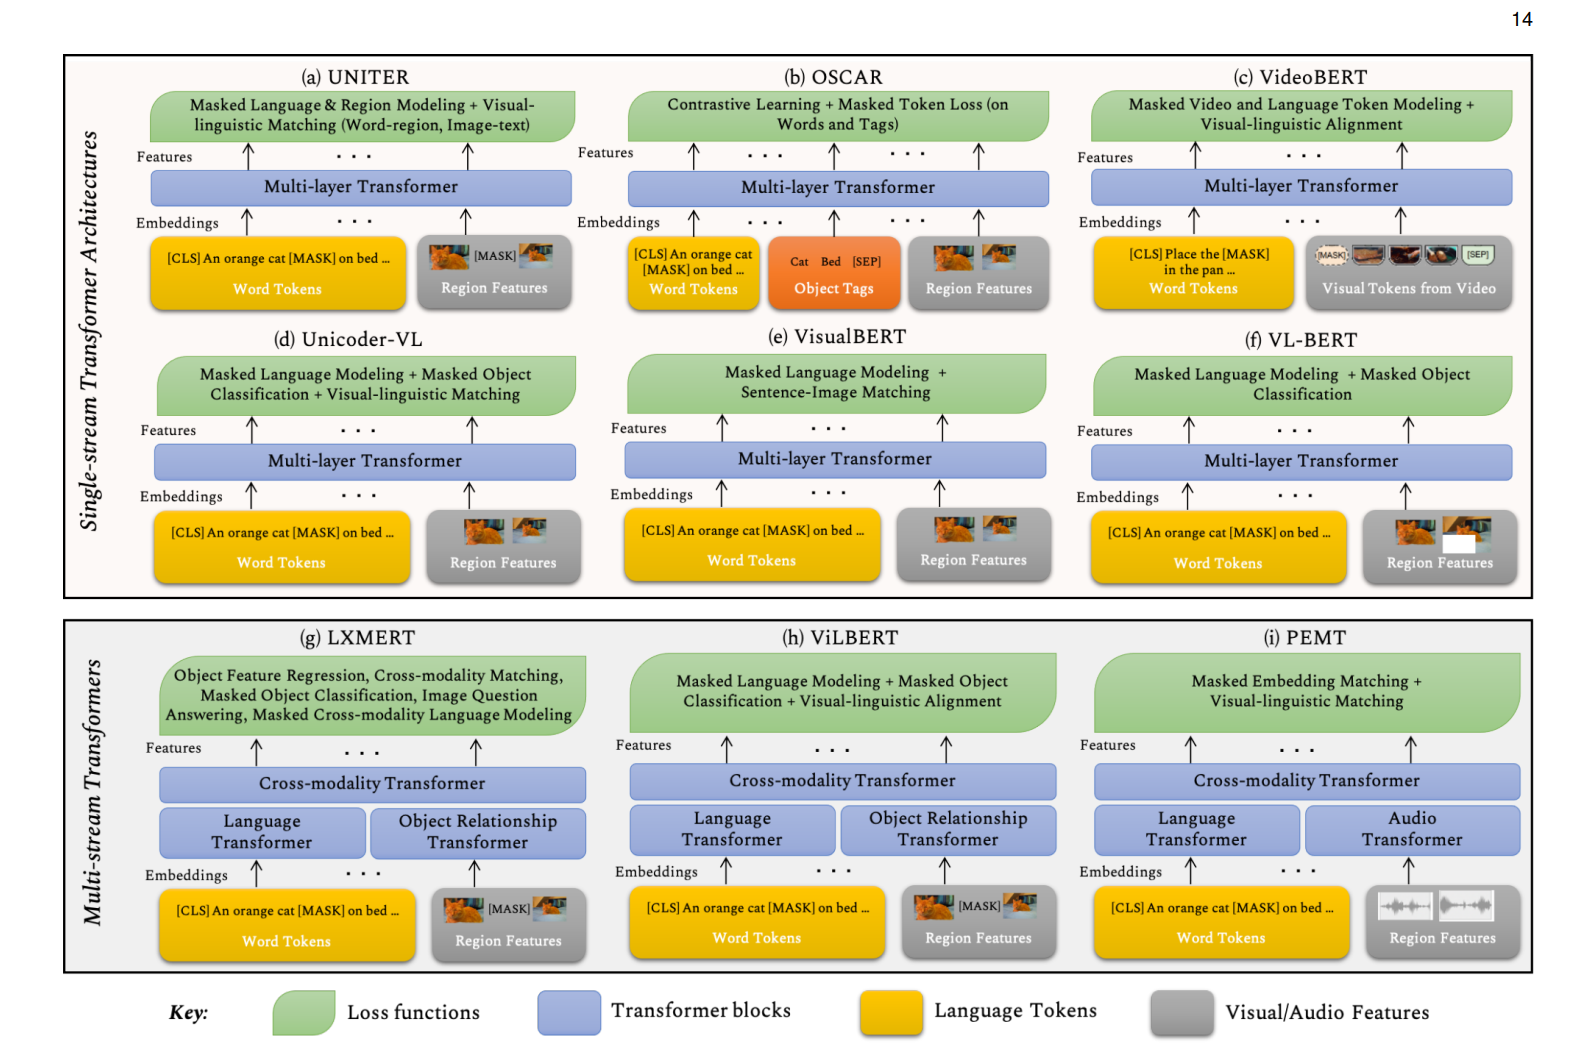 14
Single-stream Transformer Architectures
(a) UNITER
Masked Language & Region Modeling + Visual-
linguistic Matching (Word-region, Image-text)
Features
. . .
Multi-layer Transformer
Embeddings
. . .
[CLS] An orange cat [MASK] on bed ...
Word Tokens
[MASK]
Region Features
(b) OSCAR
Contrastive Learning + Masked Token Loss (on
Words and Tags)
Features
. . .
. . .
Multi-layer Transformer
Embeddings
. . .
. . .
[CLS] An orange cat
[MASK] on bed ...
Word Tokens
Cat Bed [SEP]
Object Tags
Region Features
(c) VideoBERT
Masked Video and Language Token Modeling +
Visual-linguistic Alignment
Features
. . .
Multi-layer Transformer
Embeddings
. . .
[CLS] Place the [MASK]
in the pan ...
Word Tokens
[MASK]
[SEP]
Visual Tokens from Video
(d) Unicoder-VL
Masked Language Modeling + Masked Object
Classification + Visual-linguistic Matching
Features
. . .
Multi-layer Transformer
Embeddings
. . .
[CLS] An orange cat [MASK] on bed ...
Word Tokens
Region Features
(e) VisualBERT
Masked Language Modeling +
Sentence-Image Matching
Features
. . .
Multi-layer Transformer
Embeddings
. . .
[CLS] An orange cat [MASK] on bed ...
Word Tokens
Region Features
(f) VL-BERT
Masked Language Modeling + Masked Object
Classification
Features
. . .
Multi-layer Transformer
Embeddings
. . .
[CLS] An orange cat [MASK] on bed ...
Word Tokens
Region Features
Multi-stream Transformers
(g) LXMERT
Object Feature Regression, Cross-modality Matching,
Masked Object Classification, Image Question
Answering, Masked Cross-modality Language Modeling
Features
. . .
Cross-modality Transformer
Language
Transformer
Object Relationship
Transformer
Embeddings
. . .
[CLS] An orange cat [MASK] on bed ...
Word Tokens
[MASK]
Region Features
(h) ViLBERT
Masked Language Modeling + Masked Object
Classification + Visual-linguistic Alignment
Features
. . .
Cross-modality Transformer
Language
Transformer
Object Relationship
Transformer
Embeddings
. . .
[CLS] An orange cat [MASK] on bed ...
Word Tokens
[MASK]
Region Features
(i) PEMT
Masked Embedding Matching +
Visual-linguistic Matching
Features
. . .
Cross-modality Transformer
Language
Transformer
Audio
Transformer
Embeddings
. . .
[CLS] An orange cat [MASK] on bed ...
Word Tokens
Region Features
Key:
Loss functions
Transformer blocks
Language Tokens
Visual/Audio Features